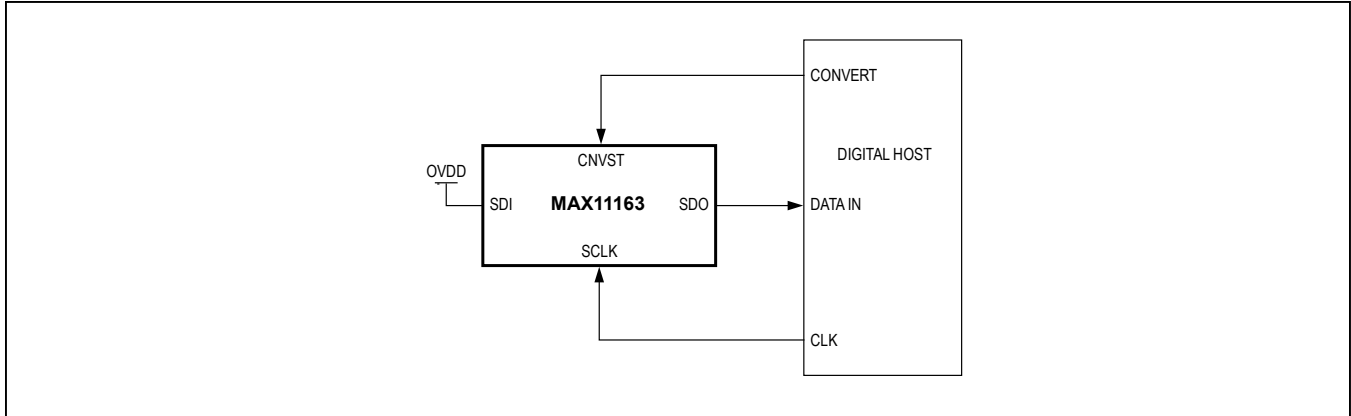 CONVERT
CNVST
DIGITAL HOST
OVDD
SDI
MAX11163
SDO
DATA IN
SCLK
CLK